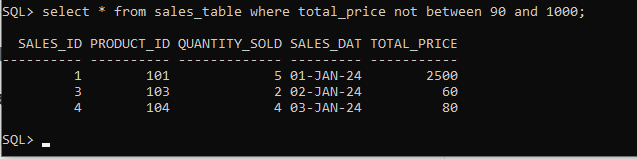 SQL> select * from sales_table where total_price not between 90 and 1000;
  SALES_ID PRODUCT_ID QUANTITY_SOLD SALES_DAT TOTAL_PRICE
---------- ---------- ------------- --------- -----------
         1        101             5 01-JAN-24        2500
         3        103             2 02-JAN-24          60
         4        104             4 03-JAN-24          80
SQL>